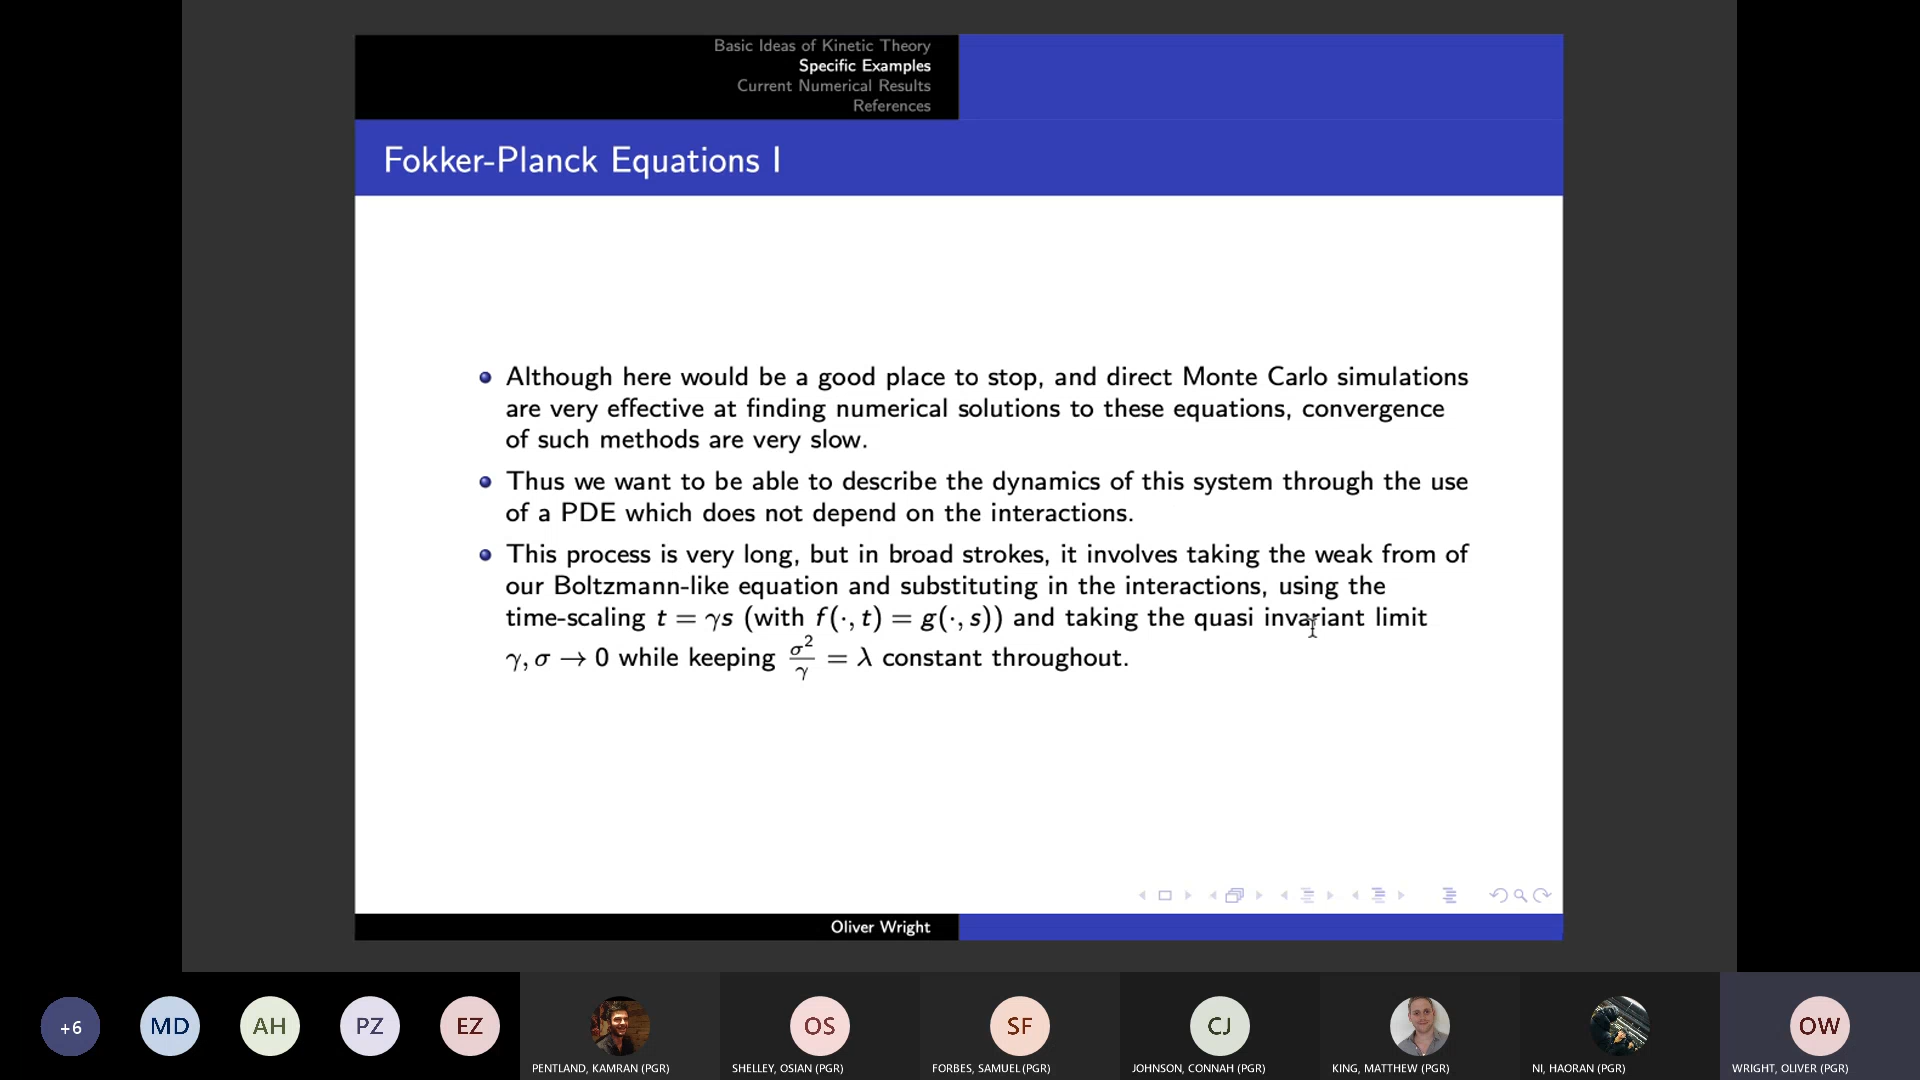 Basic Ideas of Kinetic Theory
Specific Examples
Current Numerical Results
References
Fokker-Planck Equations I
Although here would be a good place to stop, and direct Monte Carlo simulations
are very effective at finding numerical solutions to these equations, convergence
of such methods are very slow.
Thus we want to be able to describe the dynamics of this system through the use
of a PDE which does not depend on the interactions.
This process is very long, but in broad strokes, it involves taking the weak from of
our Boltzmann-like equation and substituting in the interactions, using the
time-scaling t = γs (with f(·, t) = g(·, s)) and taking the quasi invariant limit
γ, σ → 0 while keeping σ²/γ = λ constant throughout.
Oliver Wright
+6
MD
AH
PZ
EZ
OS
SF
CJ
OW
PENTLAND, KAMRAN (PGR)
SHELLEY, OSIAN (PGR)
FORBES, SAMUEL (PGR)
JOHNSON, CONNAH (PGR)
KING, MATTHEW (PGR)
NI, HAORAN (PGR)
WRIGHT, OLIVER (PGR)